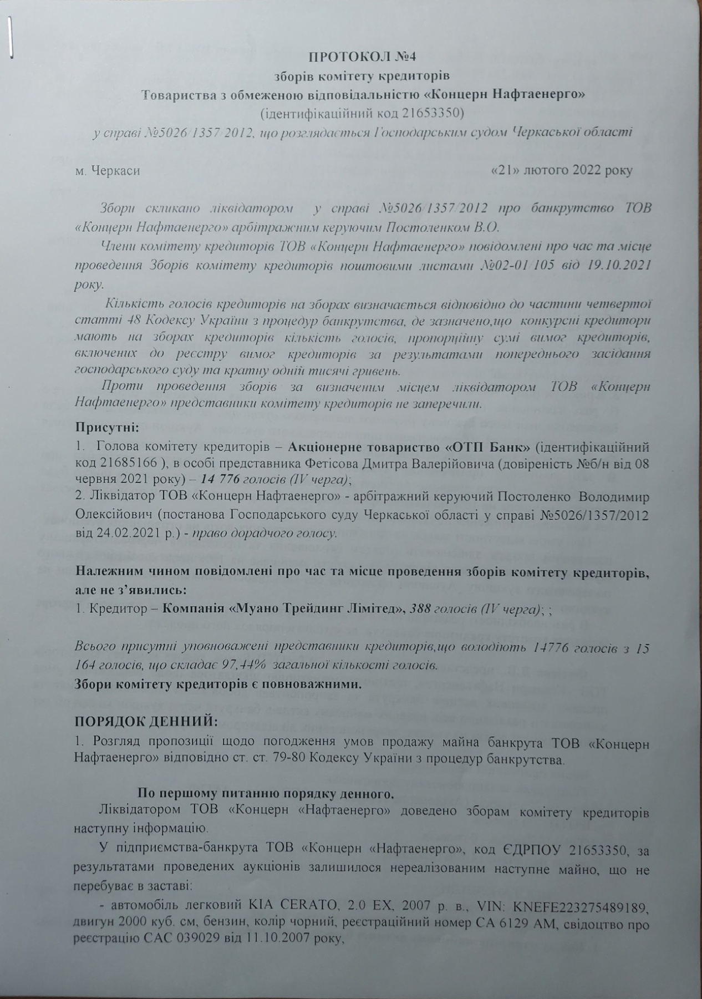 ПРОТОКОЛ №4
зборів комітету кредиторів
Товариства з обмеженою відповідальністю «Концерн Нафтаенерго»
(ідентифікаційний код 21653350)
у справі №5026/1357/2012, що розглядається Господарським судом Черкаської області
м. Черкаси «21» лютого 2022 року
Збори скликано ліквідатором у справі №5026/1357/2012 про банкрутство ТОВ
«Концерн Нафтаенерго» арбітражним керуючим Постоленком В.О.
Члени комітету кредиторів ТОВ «Концерн Нафтаенерго» повідомлені про час та місце
проведення Зборів комітету кредиторів поштовими листами №02-01/105 від 19.10.2021
року.
Кількість голосів кредиторів на зборах визначається відповідно до частини четвертої
статті 48 Кодексу України з процедур банкрутства, де зазначено,що конкурсні кредитори
мають на зборах кредиторів кількість голосів, пропорційну сумі вимог кредиторів,
включених до реєстру вимог кредиторів за результатами попереднього засідання
господарського суду та кратну одній тисячі гривень.
Проти проведення зборів за визначеним місцем ліквідатором ТОВ «Концерн
Нафтаенерго» представники комітету кредиторів не заперечили.
Присутні:
1. Голова комітету кредиторів – Акціонерне товариство «ОТП Банк» (ідентифікаційний
код 21685166 ), в особі представника Фетісова Дмитра Валерійовича (довіреність №б/н від 08
червня 2021 року) – 14 776 голосів (IV черга);
2. Ліквідатор ТОВ «Концерн Нафтаенерго» - арбітражний керуючий Постоленко Володимир
Олексійович (постанова Господарського суду Черкаської області у справі №5026/1357/2012
від 24.02.2021 р.) - право дорадчого голосу.
Належним чином повідомлені про час та місце проведення зборів комітету кредиторів,
але не з’явились:
1. Кредитор – Компанія «Муано Трейдинг Лімітед», 388 голосів (IV черга); ;
Всього присутні уповноважені представники кредиторів,що володіють 14776 голосів з 15
164 голосів, що складає 97,44% загальної кількості голосів.
Збори комітету кредиторів є повноважними.
ПОРЯДОК ДЕННИЙ:
1. Розгляд пропозиції щодо погодження умов продажу майна банкрута ТОВ «Концерн
Нафтаенерго» відповідно ст. ст. 79-80 Кодексу України з процедур банкрутства.
По першому питанню порядку денного.
Ліквідатором ТОВ «Концерн «Нафтаенерго» доведено зборам комітету кредиторів
наступну інформацію.
У підприємства-банкрута ТОВ «Концерн «Нафтаенерго», код ЄДРПОУ 21653350, за
результатами проведених аукціонів залишилося нереалізованим наступне майно, що не
перебуває в заставі:
- автомобіль легковий KIA CERATO, 2.0 EX, 2007 р. в., VIN: KNEFE223275489189,
двигун 2000 куб. см, бензин, колір чорний, реєстраційний номер СА 6129 АМ, свідоцтво про
реєстрацію САС 039029 від 11.10.2007 року,